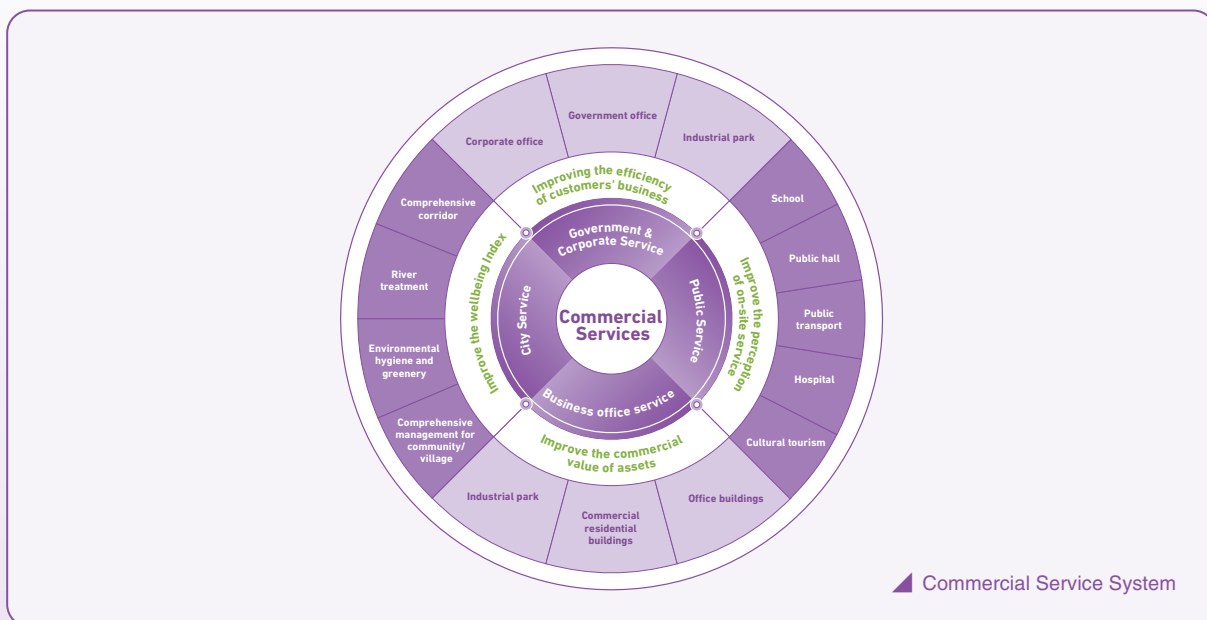 Government office
Corporate office
Industrial park
Improving the efficiency
of customers' business
Comprehensive
corridor
School
Government &
Corporate Service
Public hall
River
treatment
Improve the wellbeing Index
City Service
Commercial
Services
Public Service
Improve the perception
of on-site service
Public
transport
Environmental
hygiene and
greenery
Hospital
Business office service
Comprehensive
management for
community/
village
Improve the commercial
value of assets
Cultural tourism
Industrial park
Commercial
residential
buildings
Office buildings
Commercial Service System